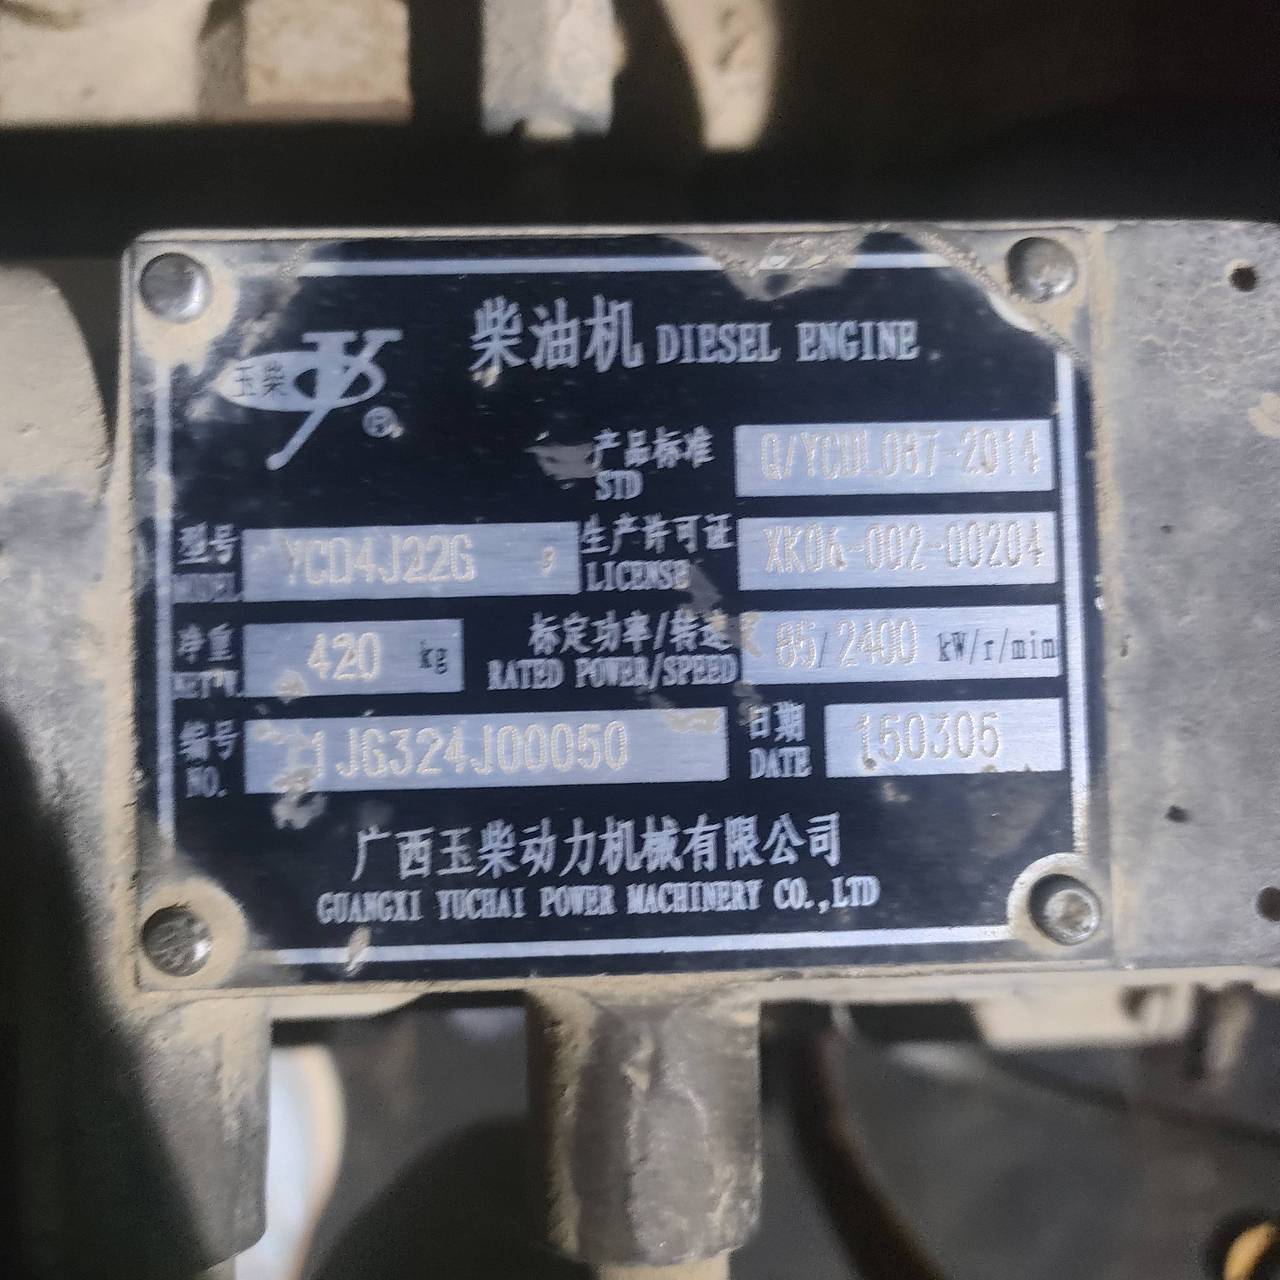 玉柴 ®
柴油机 DIESEL ENGINE
产品标准 Q/YCDL087-2014
STD
型号 YCD4J22G 生产许可证 XK06-002-00204
MODEL LICENSE
净重 420 kg 标定功率/转速 85/2400 kW/r/min
NET W. RATED POWER/SPEED
编号 1JG324J00050 日期 150305
NO. DATE
广西玉柴动力机械有限公司
GUANGXI YUCHAI POWER MACHINERY CO.,LTD